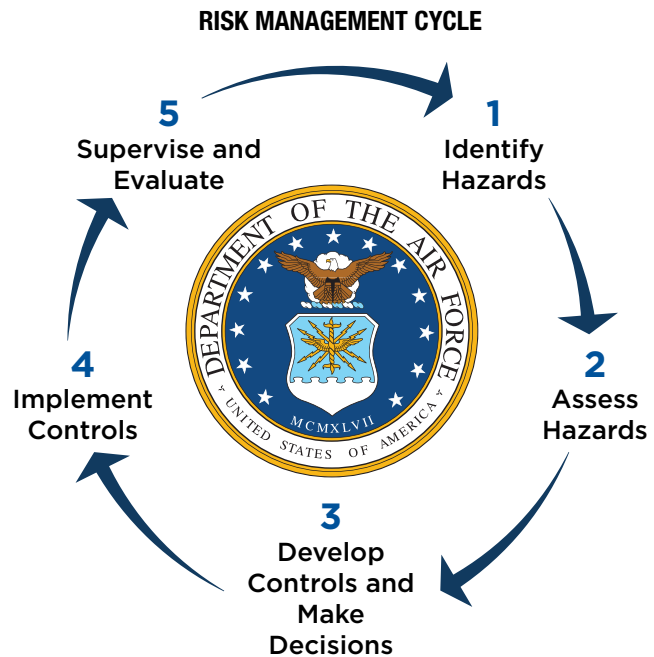 RISK MANAGEMENT CYCLE
1
Identify
Hazards
2
Assess
Hazards
3
Develop
Controls and
Make
Decisions
4
Implement
Controls
5
Supervise and
Evaluate
DEPARTMENT OF THE AIR FORCE
UNITED STATES OF AMERICA
MCMXLVII